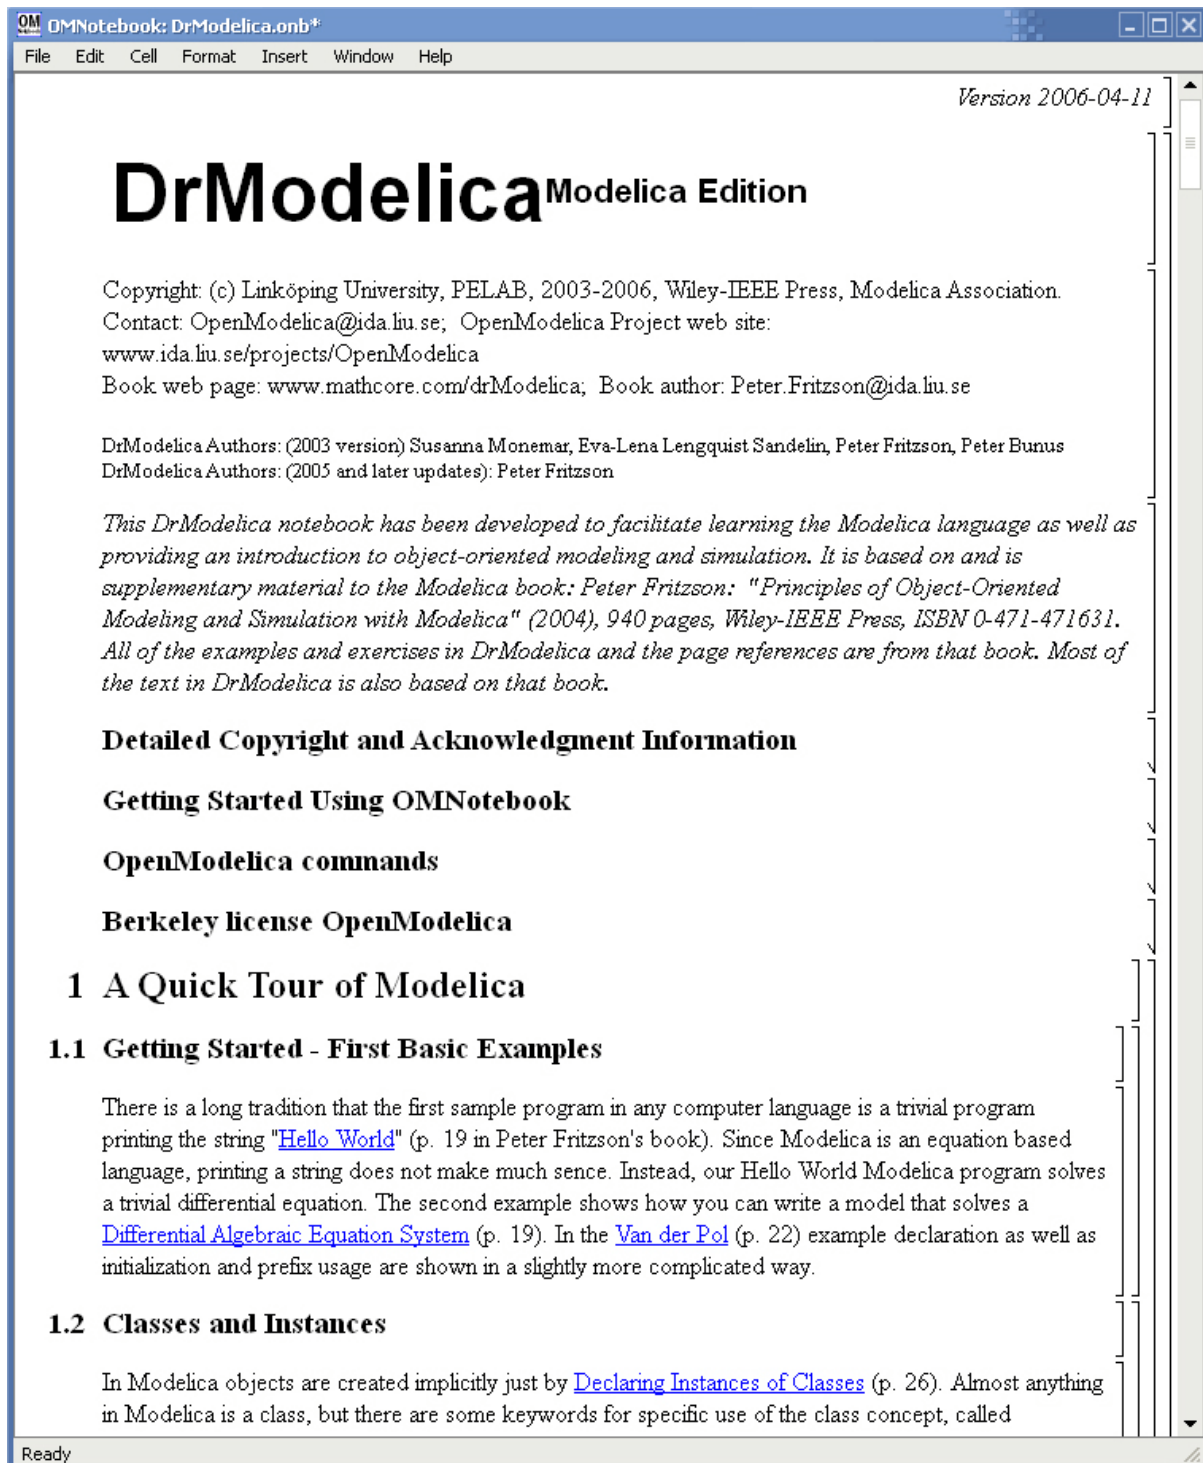 OMNotebook: DrModelica.onb*
File Edit Cell Format Insert Window Help
Version 2006-04-11
DrModelica Modelica Edition
Copyright: (c) Linköping University, PELAB, 2003-2006, Wiley-IEEE Press, Modelica Association.
Contact: OpenModelica@ida.liu.se; OpenModelica Project web site:
www.ida.liu.se/projects/OpenModelica
Book web page: www.mathcore.com/drModelica; Book author: Peter.Fritzson@ida.liu.se
DrModelica Authors: (2003 version) Susanna Monemar, Eva-Lena Lengquist Sandelin, Peter Fritzson, Peter Bunus
DrModelica Authors: (2005 and later updates): Peter Fritzson
This DrModelica notebook has been developed to facilitate learning the Modelica language as well as
providing an introduction to object-oriented modeling and simulation. It is based on and is
supplementary material to the Modelica book: Peter Fritzson: "Principles of Object-Oriented
Modeling and Simulation with Modelica" (2004), 940 pages, Wiley-IEEE Press, ISBN 0-471-471631.
All of the examples and exercises in DrModelica and the page references are from that book. Most of
the text in DrModelica is also based on that book.
Detailed Copyright and Acknowledgment Information
Getting Started Using OMNotebook
OpenModelica commands
Berkeley license OpenModelica
1 A Quick Tour of Modelica
1.1 Getting Started - First Basic Examples
There is a long tradition that the first sample program in any computer language is a trivial program
printing the string "Hello World" (p. 19 in Peter Fritzson's book). Since Modelica is an equation based
language, printing a string does not make much sence. Instead, our Hello World Modelica program solves
a trivial differential equation. The second example shows how you can write a model that solves a
Differential Algebraic Equation System (p. 19). In the Van der Pol (p. 22) example declaration as well as
initialization and prefix usage are shown in a slightly more complicated way.
1.2 Classes and Instances
In Modelica objects are created implicitly just by Declaring Instances of Classes (p. 26). Almost anything
in Modelica is a class, but there are some keywords for specific use of the class concept, called
Ready